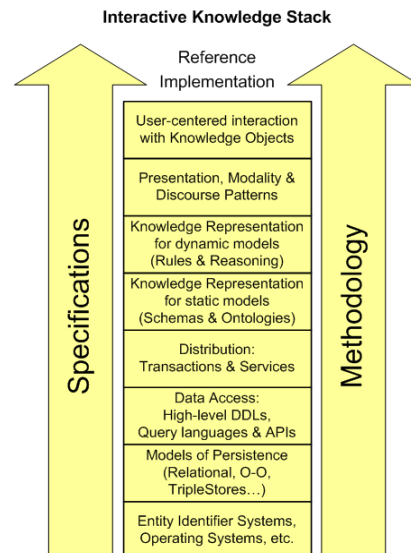 Interactive Knowledge Stack
Reference
Implementation
User-centered interaction
with Knowledge Objects
Presentation, Modality &
Discourse Patterns
Knowledge Representation
for dynamic models
(Rules & Reasoning)
Knowledge Representation
for static models
(Schemas & Ontologies)
Distribution:
Transactions & Services
Data Access:
High-level DDLs,
Query languages & APIs
Models of Persistence
(Relational, O-O,
TripleStores…)
Entity Identifier Systems,
Operating Systems, etc.
Specifications
Methodology